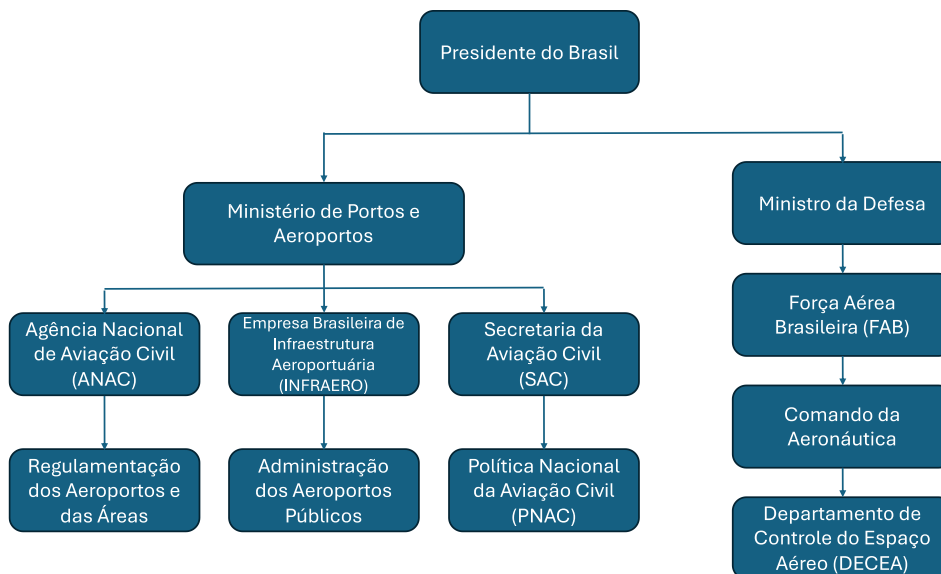 Presidente do Brasil
Ministério de Portos e
Aeroportos
Ministro da Defesa
Agência Nacional
de Aviação Civil
(ANAC)
Empresa Brasileira de
Infraestrutura
Aeroportuária
(INFRAERO)
Secretaria da
Aviação Civil
(SAC)
Força Aérea
Brasileira (FAB)
Comando da
Aeronáutica
Regulamentação
dos Aeroportos e
das Áreas
Administração
dos Aeroportos
Públicos
Política Nacional
da Aviação Civil
(PNAC)
Departamento de
Controle do Espaço
Aéreo (DECEA)